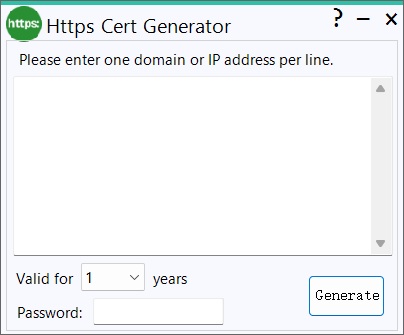 https: Https Cert Generator ? − ×
Please enter one domain or IP address per line.
Valid for 1 years
Password:
Generate